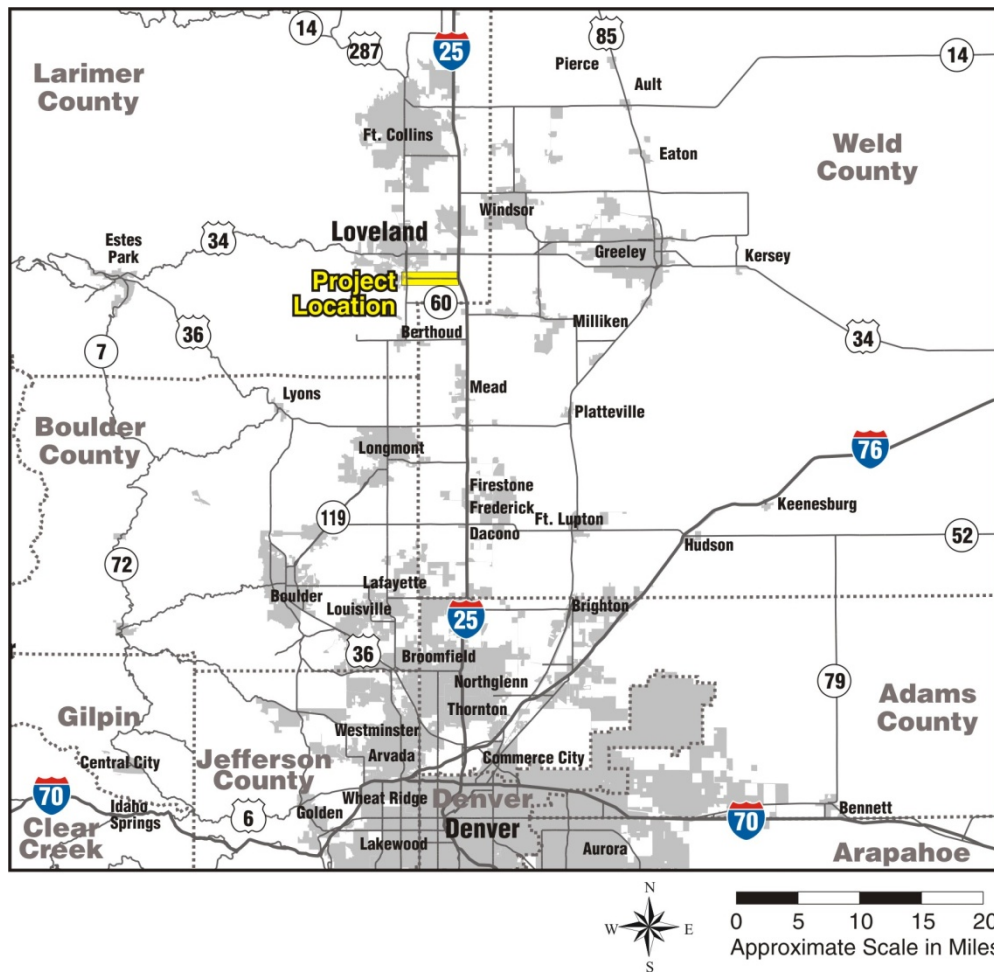 14
287
25
85
14
Pierce
Ault
Larimer
County
Ft. Collins
Eaton
Weld
County
Windsor
Loveland
Estes
Park
34
Greeley
Kersey
Project
Location
60
36
Milliken
34
Berthoud
7
Mead
Lyons
Platteville
Boulder
County
Longmont
76
Firestone
Frederick
Dacono
Keenesburg
119
Ft. Lupton
Hudson
52
72
Boulder
Lafayette
Louisville
25
Brighton
36
Broomfield
Northglenn
Thornton
79
Adams
County
Gilpin
Westminster
Arvada
Commerce City
Central City
Jefferson
County
70
Idaho
Springs
6
Golden
Wheat Ridge
Denver
Denver
70
Bennett
Clear
Creek
Lakewood
Aurora
Arapahoe
N
W
E
S
0 5 10 15 20
Approximate Scale in Miles